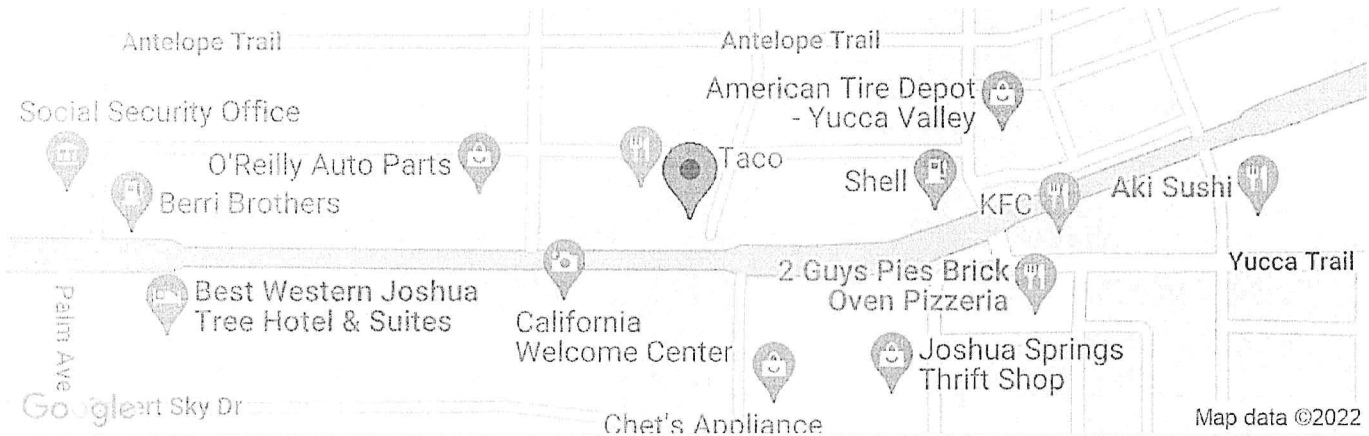 Antelope Trail
Antelope Trail
American Tire Depot
- Yucca Valley
Social Security Office
O'Reilly Auto Parts
Taco
Shell
KFC
Aki Sushi
Berri Brothers
Yucca Trail
2 Guys Pies Brick
Oven Pizzeria
Best Western Joshua
Tree Hotel & Suites
Palm Ave
California
Welcome Center
Joshua Springs
Thrift Shop
Google
Sky Dr
Chet's Appliance
Map data ©2022